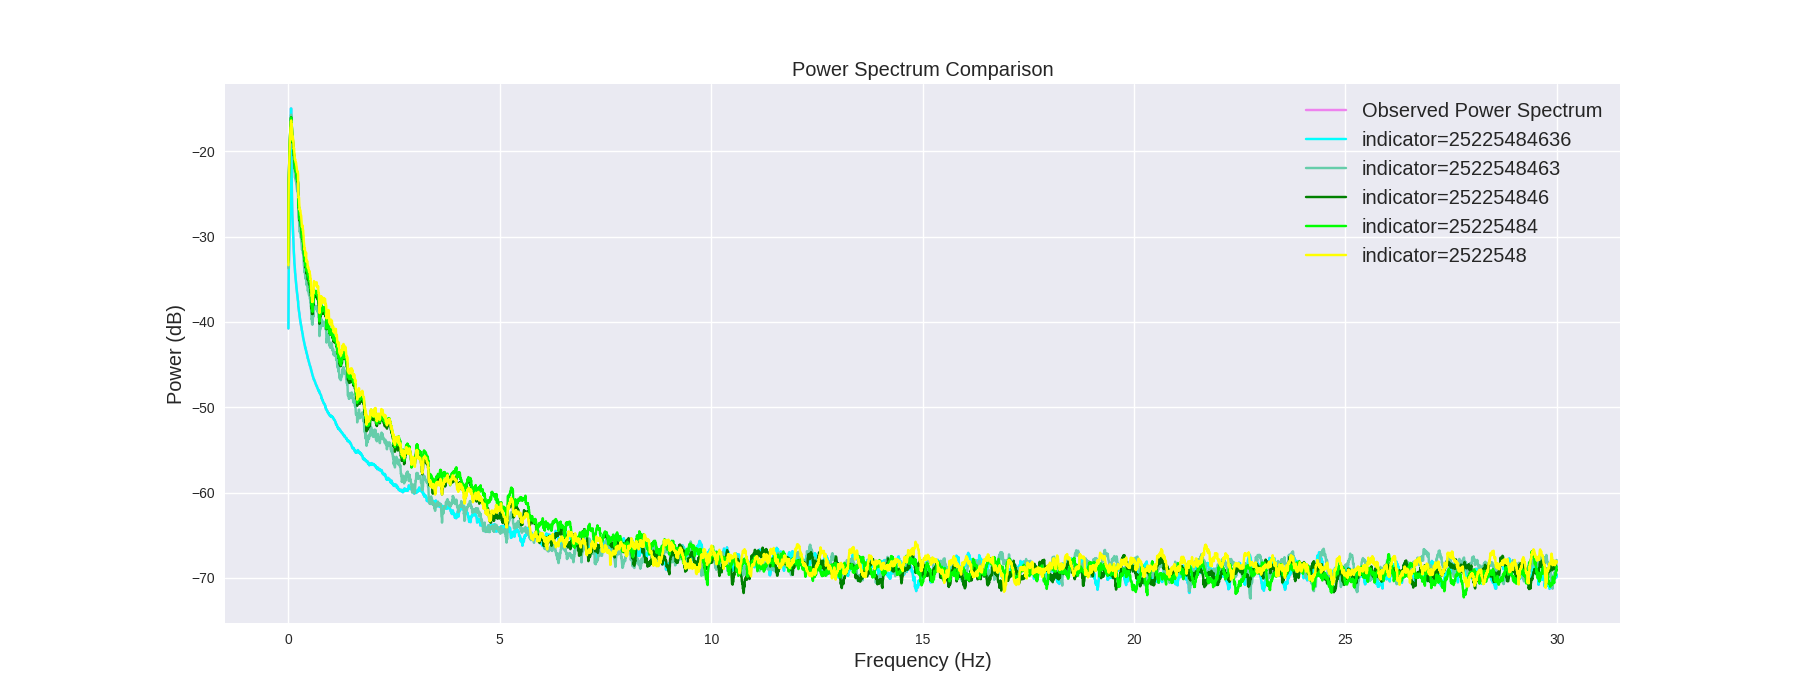 Power Spectrum Comparison
Observed Power Spectrum
indicator=25225484636
indicator=2522548463
indicator=252254846
indicator=25225484
indicator=2522548
Power (dB)
−20
−30
−40
−50
−60
−70
0 5 10 15 20 25 30
Frequency (Hz)